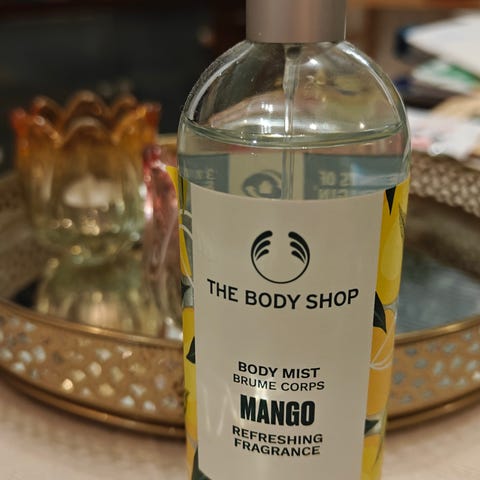 THE BODY SHOP
BODY MIST
BRUME CORPS
MANGO
REFRESHING
FRAGRANCE